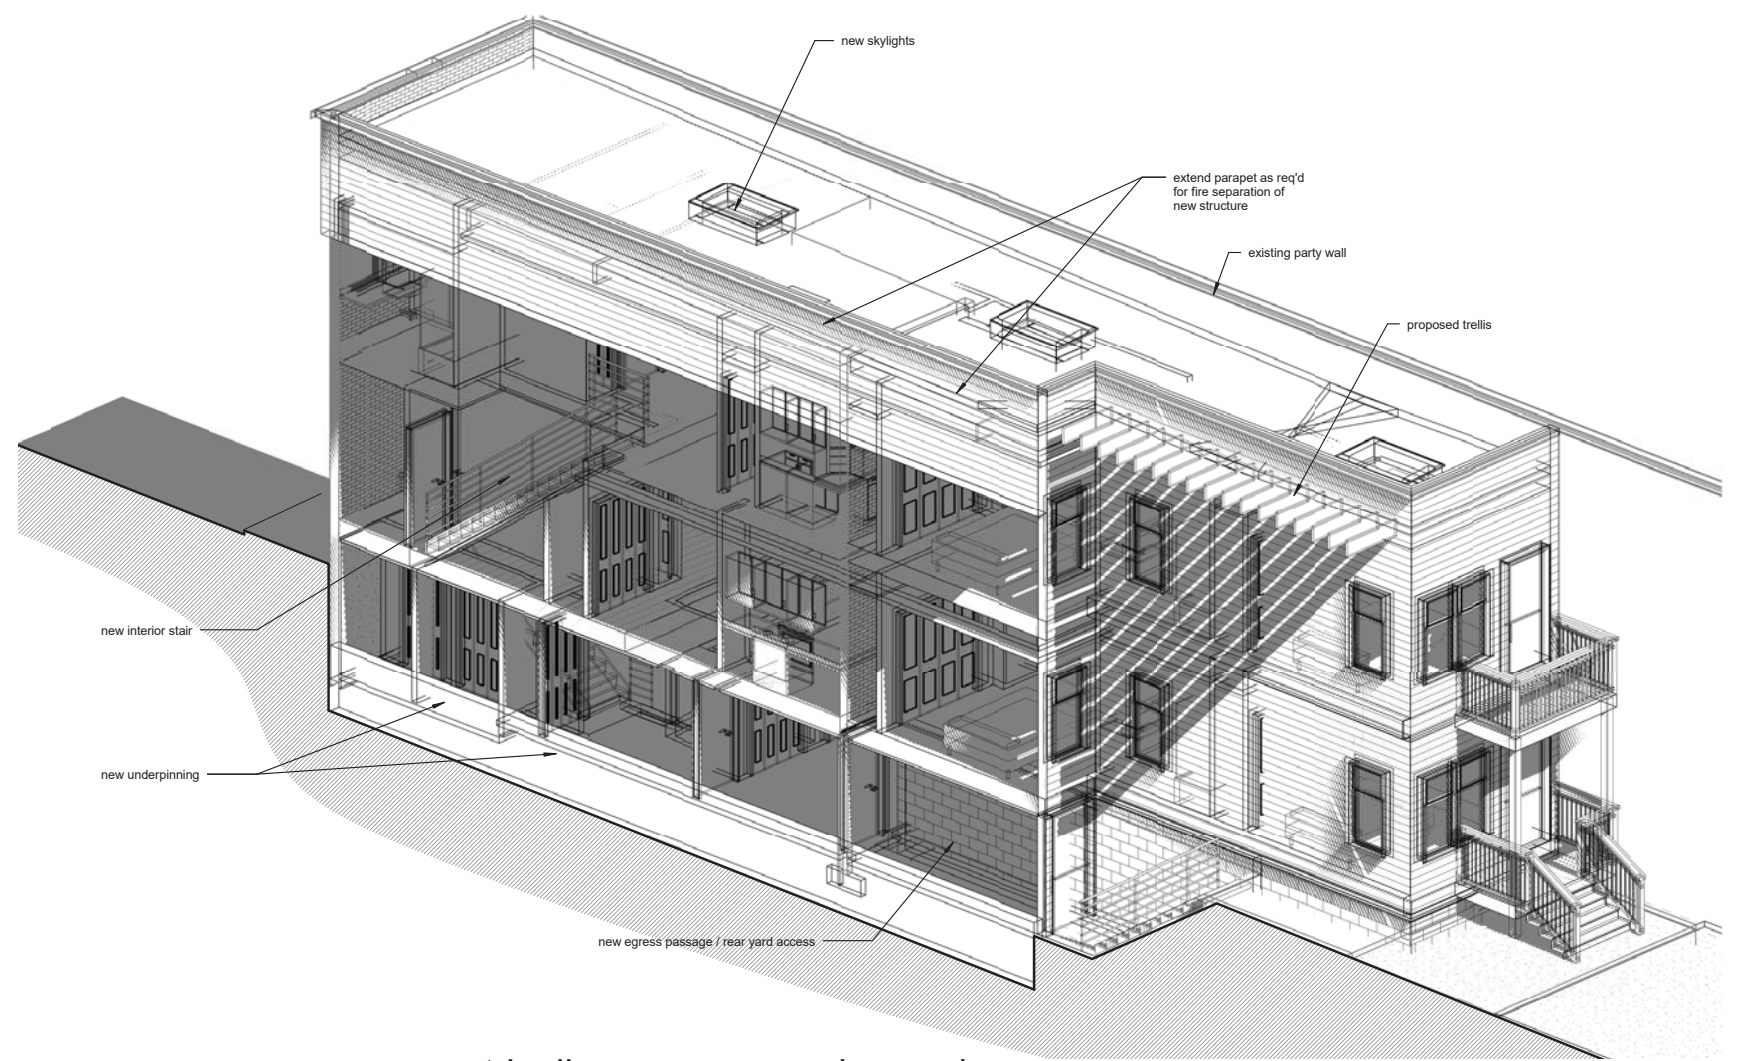 new skylights
extend parapet as req'd
for fire separation of
new structure
existing party wall
proposed trellis
new interior stair
new underpinning
new egress passage / rear yard access